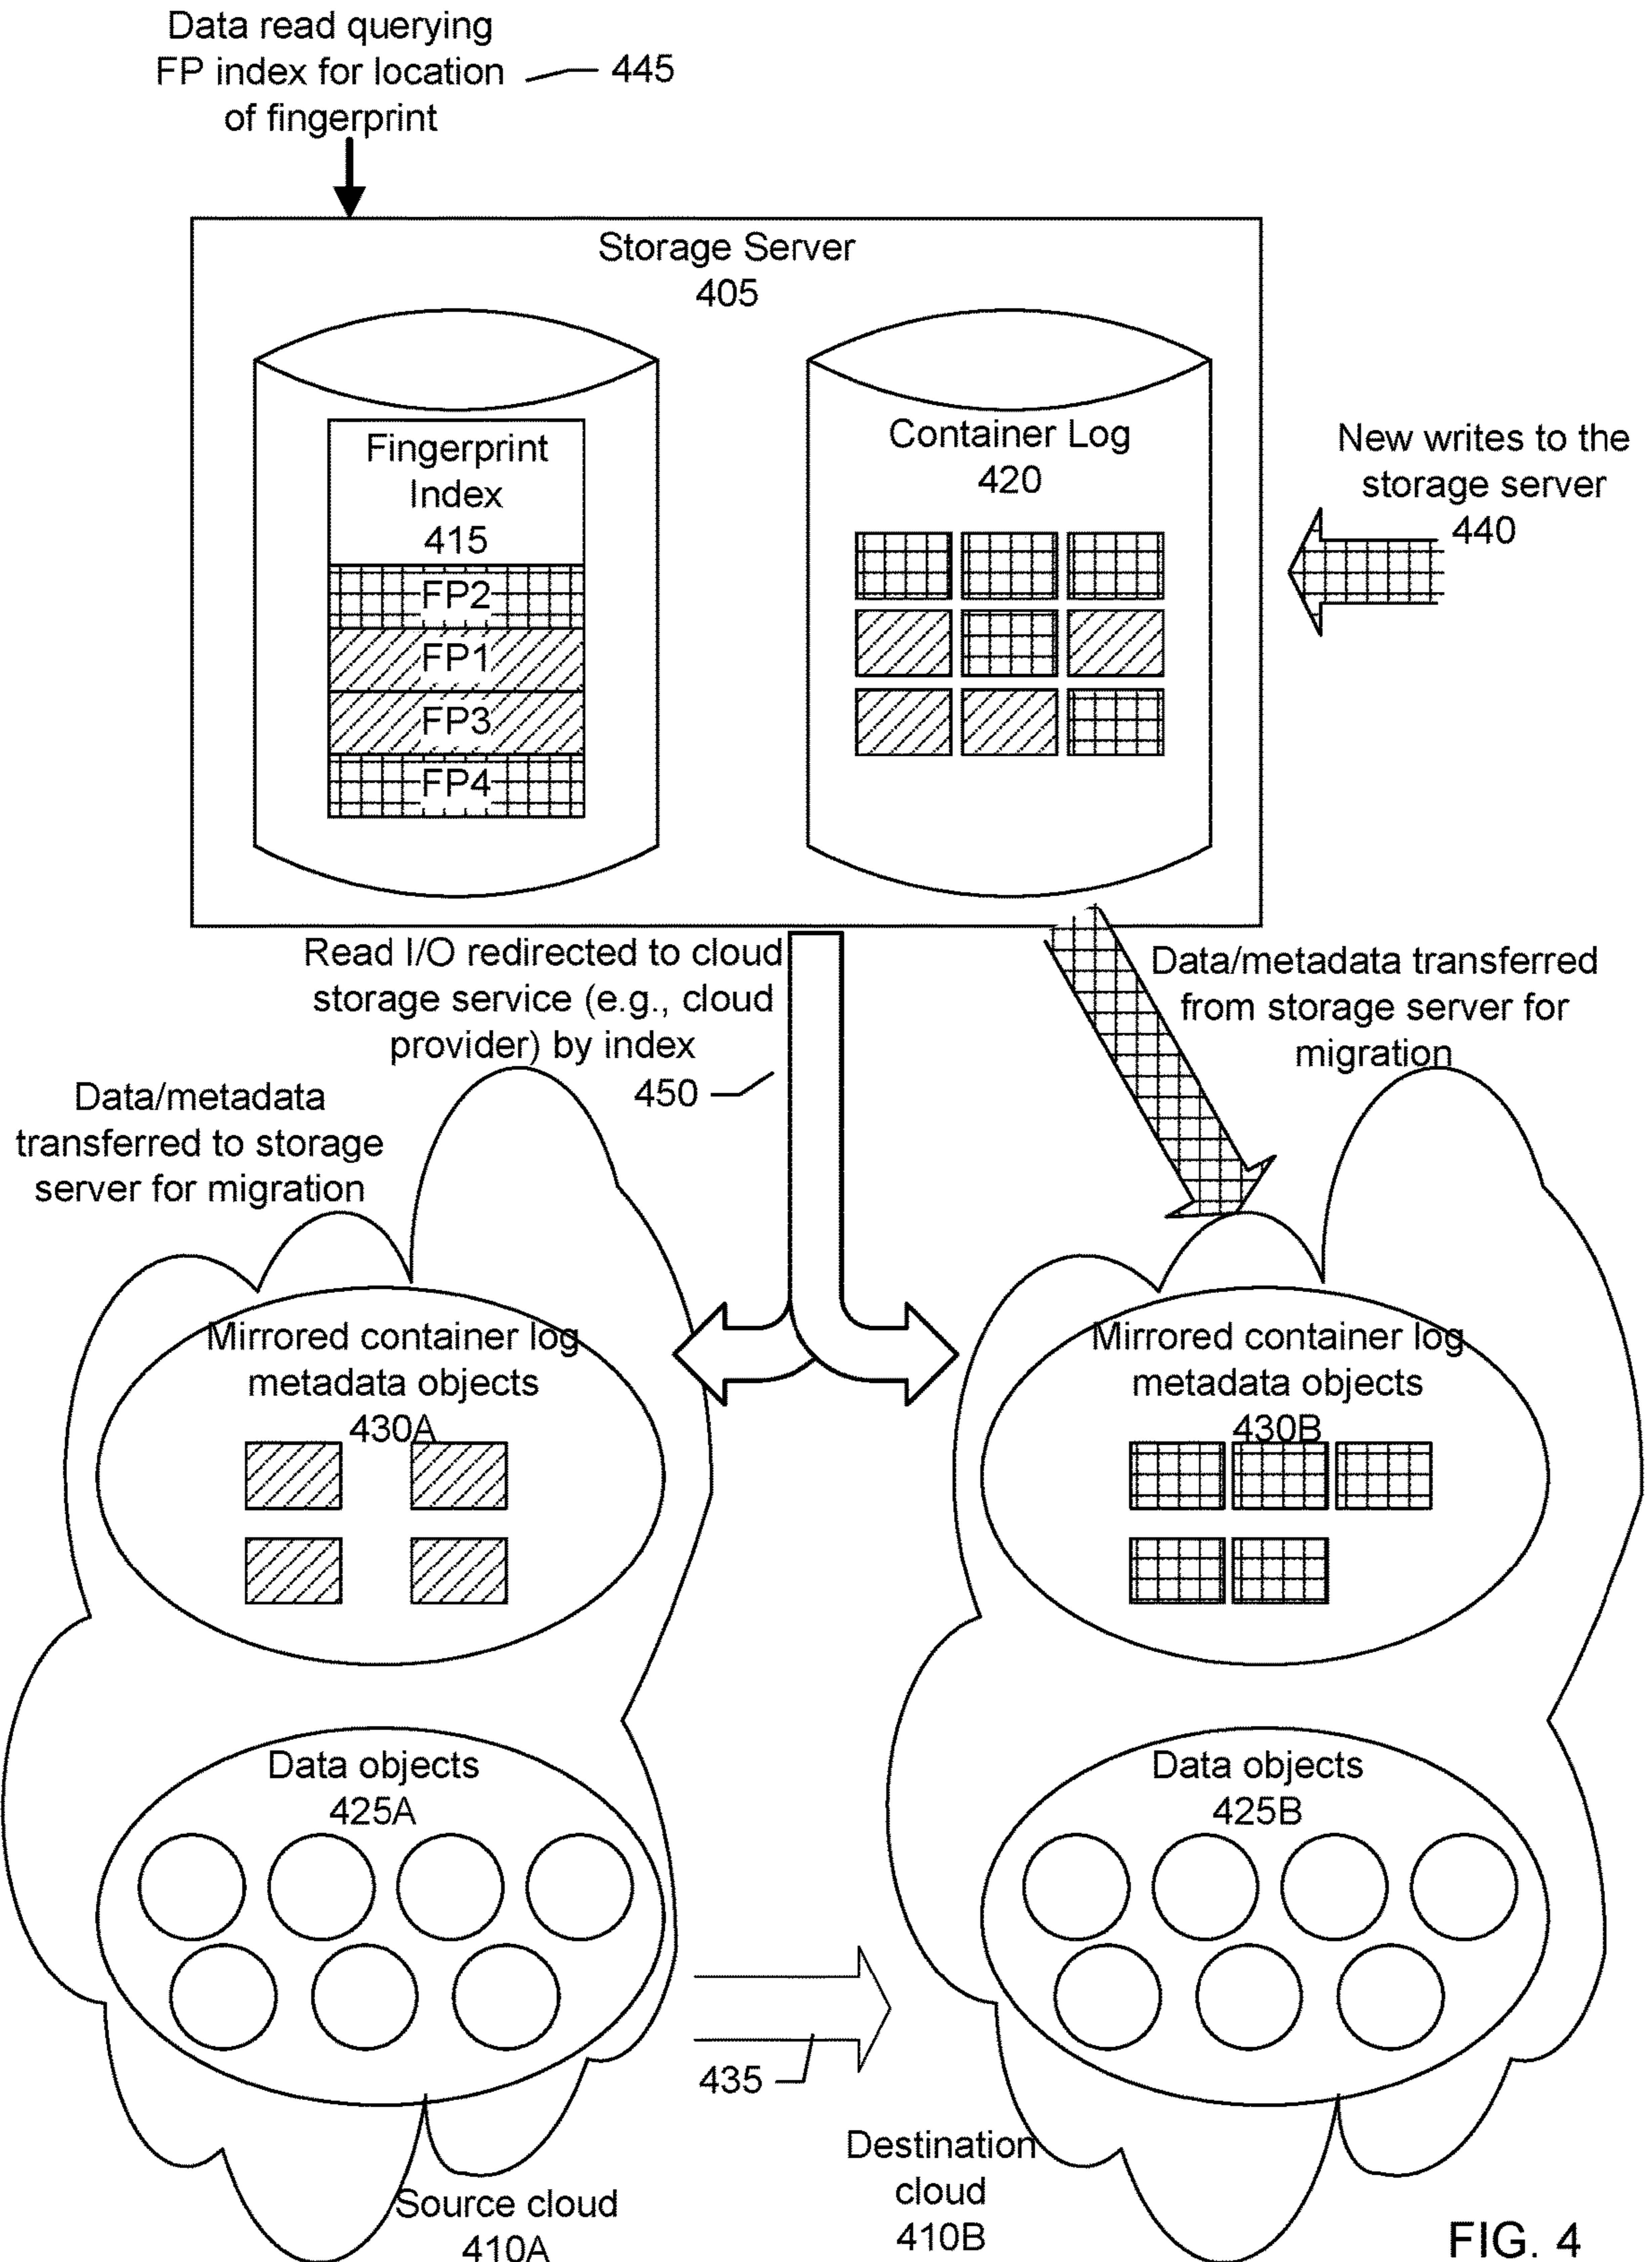 Data read querying
FP index for location
of fingerprint
445
Storage Server
405
Fingerprint
Index
415
FP2
FP1
FP3
FP4
Container Log
420
New writes to the
storage server
440
Read I/O redirected to cloud
storage service (e.g., cloud
provider) by index
450
Data/metadata transferred
from storage server for
migration
Data/metadata
transferred to storage
server for migration
Mirrored container log
metadata objects
430A
Mirrored container log
metadata objects
430B
Data objects
425A
Data objects
425B
435
Source cloud
410A
Destination
cloud
410B
FIG. 4